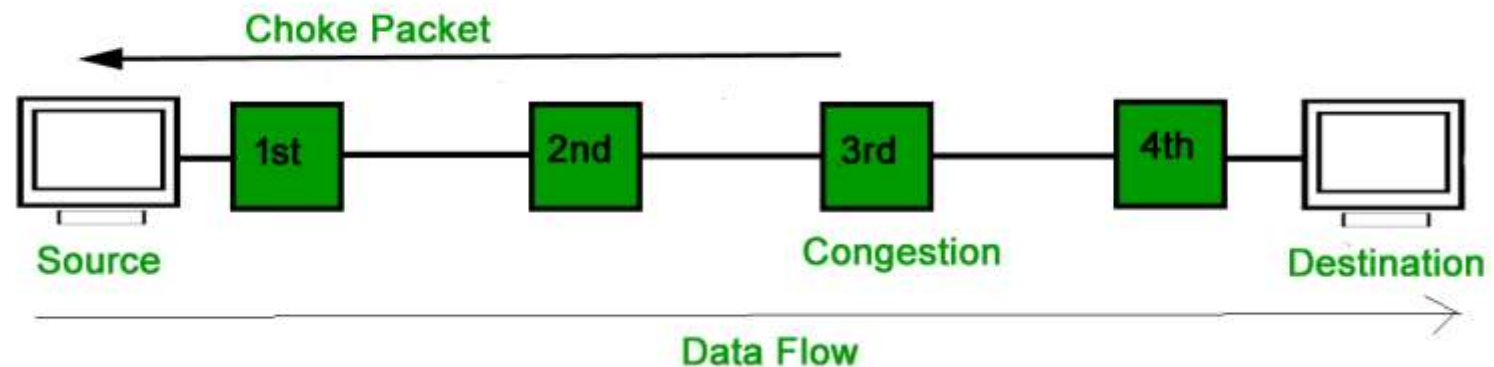 Choke Packet
1st
2nd
3rd
4th
Source
Congestion
Destination
Data Flow